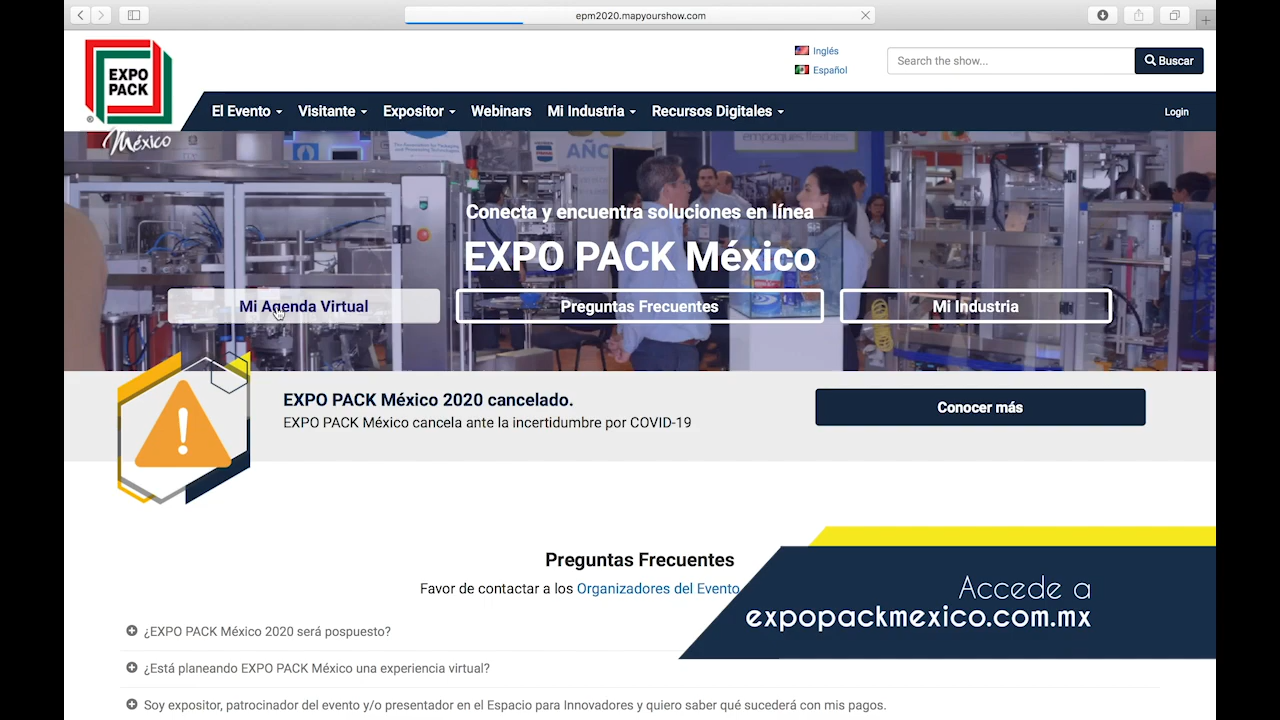 epm2020.mapyourshow.com
EXPO
PACK
®
México
Inglés
Español
Search the show...
Buscar
El Evento
Visitante
Expositor
Webinars
Mi Industria
Recursos Digitales
Login
AÑOS
empaques
Conecta y encuentra soluciones en línea
EXPO PACK México
Mi Agenda Virtual
Preguntas Frecuentes
Mi Industria
EXPO PACK México 2020 cancelado.
EXPO PACK México cancela ante la incertidumbre por COVID-19
Conocer más
Preguntas Frecuentes
Favor de contactar a los Organizadores del Evento
Accede a
expopackmexico.com.mx
¿EXPO PACK México 2020 será pospuesto?
¿Está planeando EXPO PACK México una experiencia virtual?
Soy expositor, patrocinador del evento y/o presentador en el Espacio para Innovadores y quiero saber qué sucederá con mis pagos.